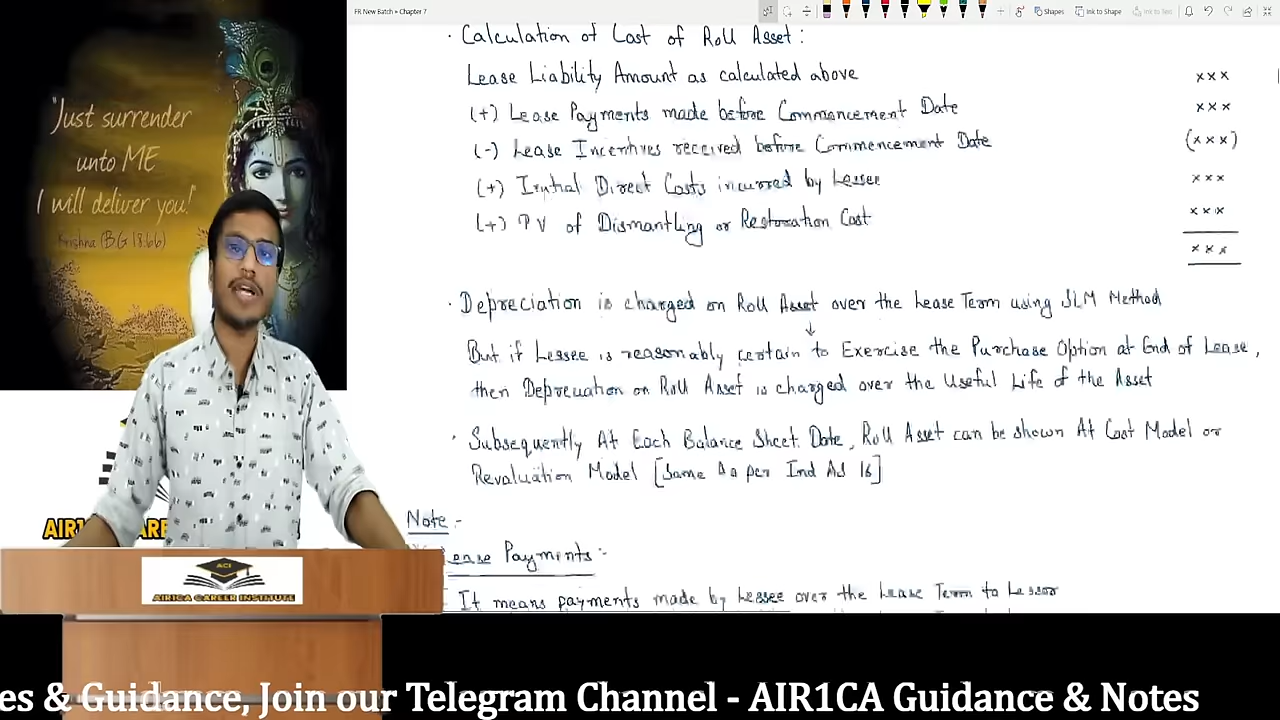 FR New Batch » Chapter 7
Shapes
Ink to Shape
Ink to Text
"Just surrender
unto ME
I will deliver you!"
Krishna (BG 18:66)
· Calculation of Cost of RoU Asset :
Lease Liability Amount as calculated above xxx
(+) Lease Payments made before Commencement Date xxx
(-) Lease Incentives received before Commencement Date (xxx)
(+) Initial Direct Costs incurred by Lessee xxx
(+) PV of Dismantling or Restoration Cost xxx
xxx
· Depreciation is charged on RoU Asset over the Lease Term using SLM Method
↓
But if Lessee is reasonably certain to Exercise the Purchase Option at End of Lease,
then Depreciation on RoU Asset is charged over the Useful Life of the Asset
· Subsequently At Each Balance Sheet Date, RoU Asset can be shown At Cost Model or
Revaluation Model [Same As per Ind AS 16]
Note :-
Lease Payments :-
It means payments made by Lessee over the Lease Term to Lessor
AIR1
ACI
AIR1CA CAREER INSTITUTE
es & Guidance, Join our Telegram Channel - AIR1CA Guidance & Notes